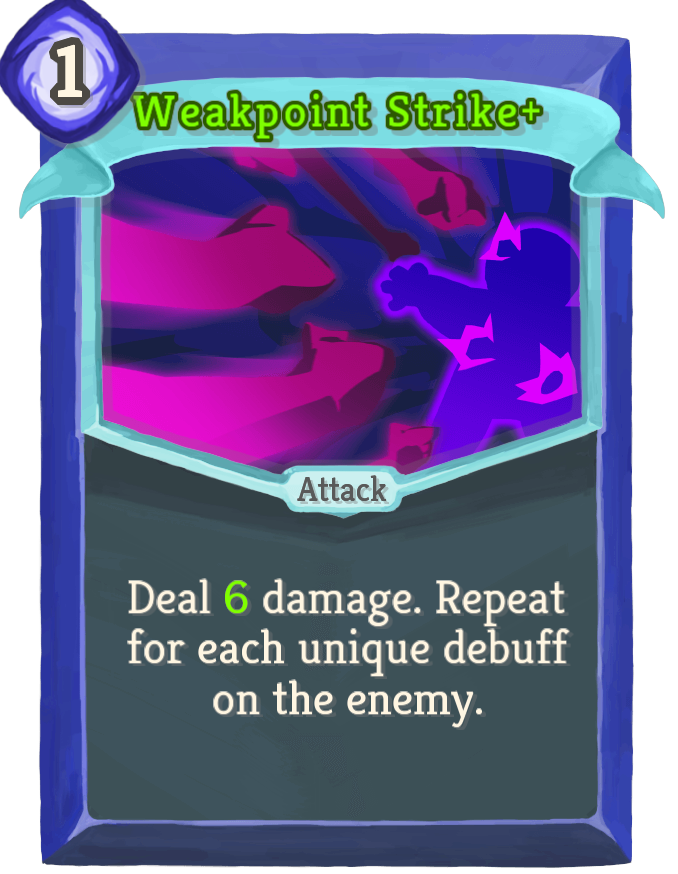 1
Weakpoint Strike+
Attack
Deal 6 damage. Repeat
for each unique debuff
on the enemy.